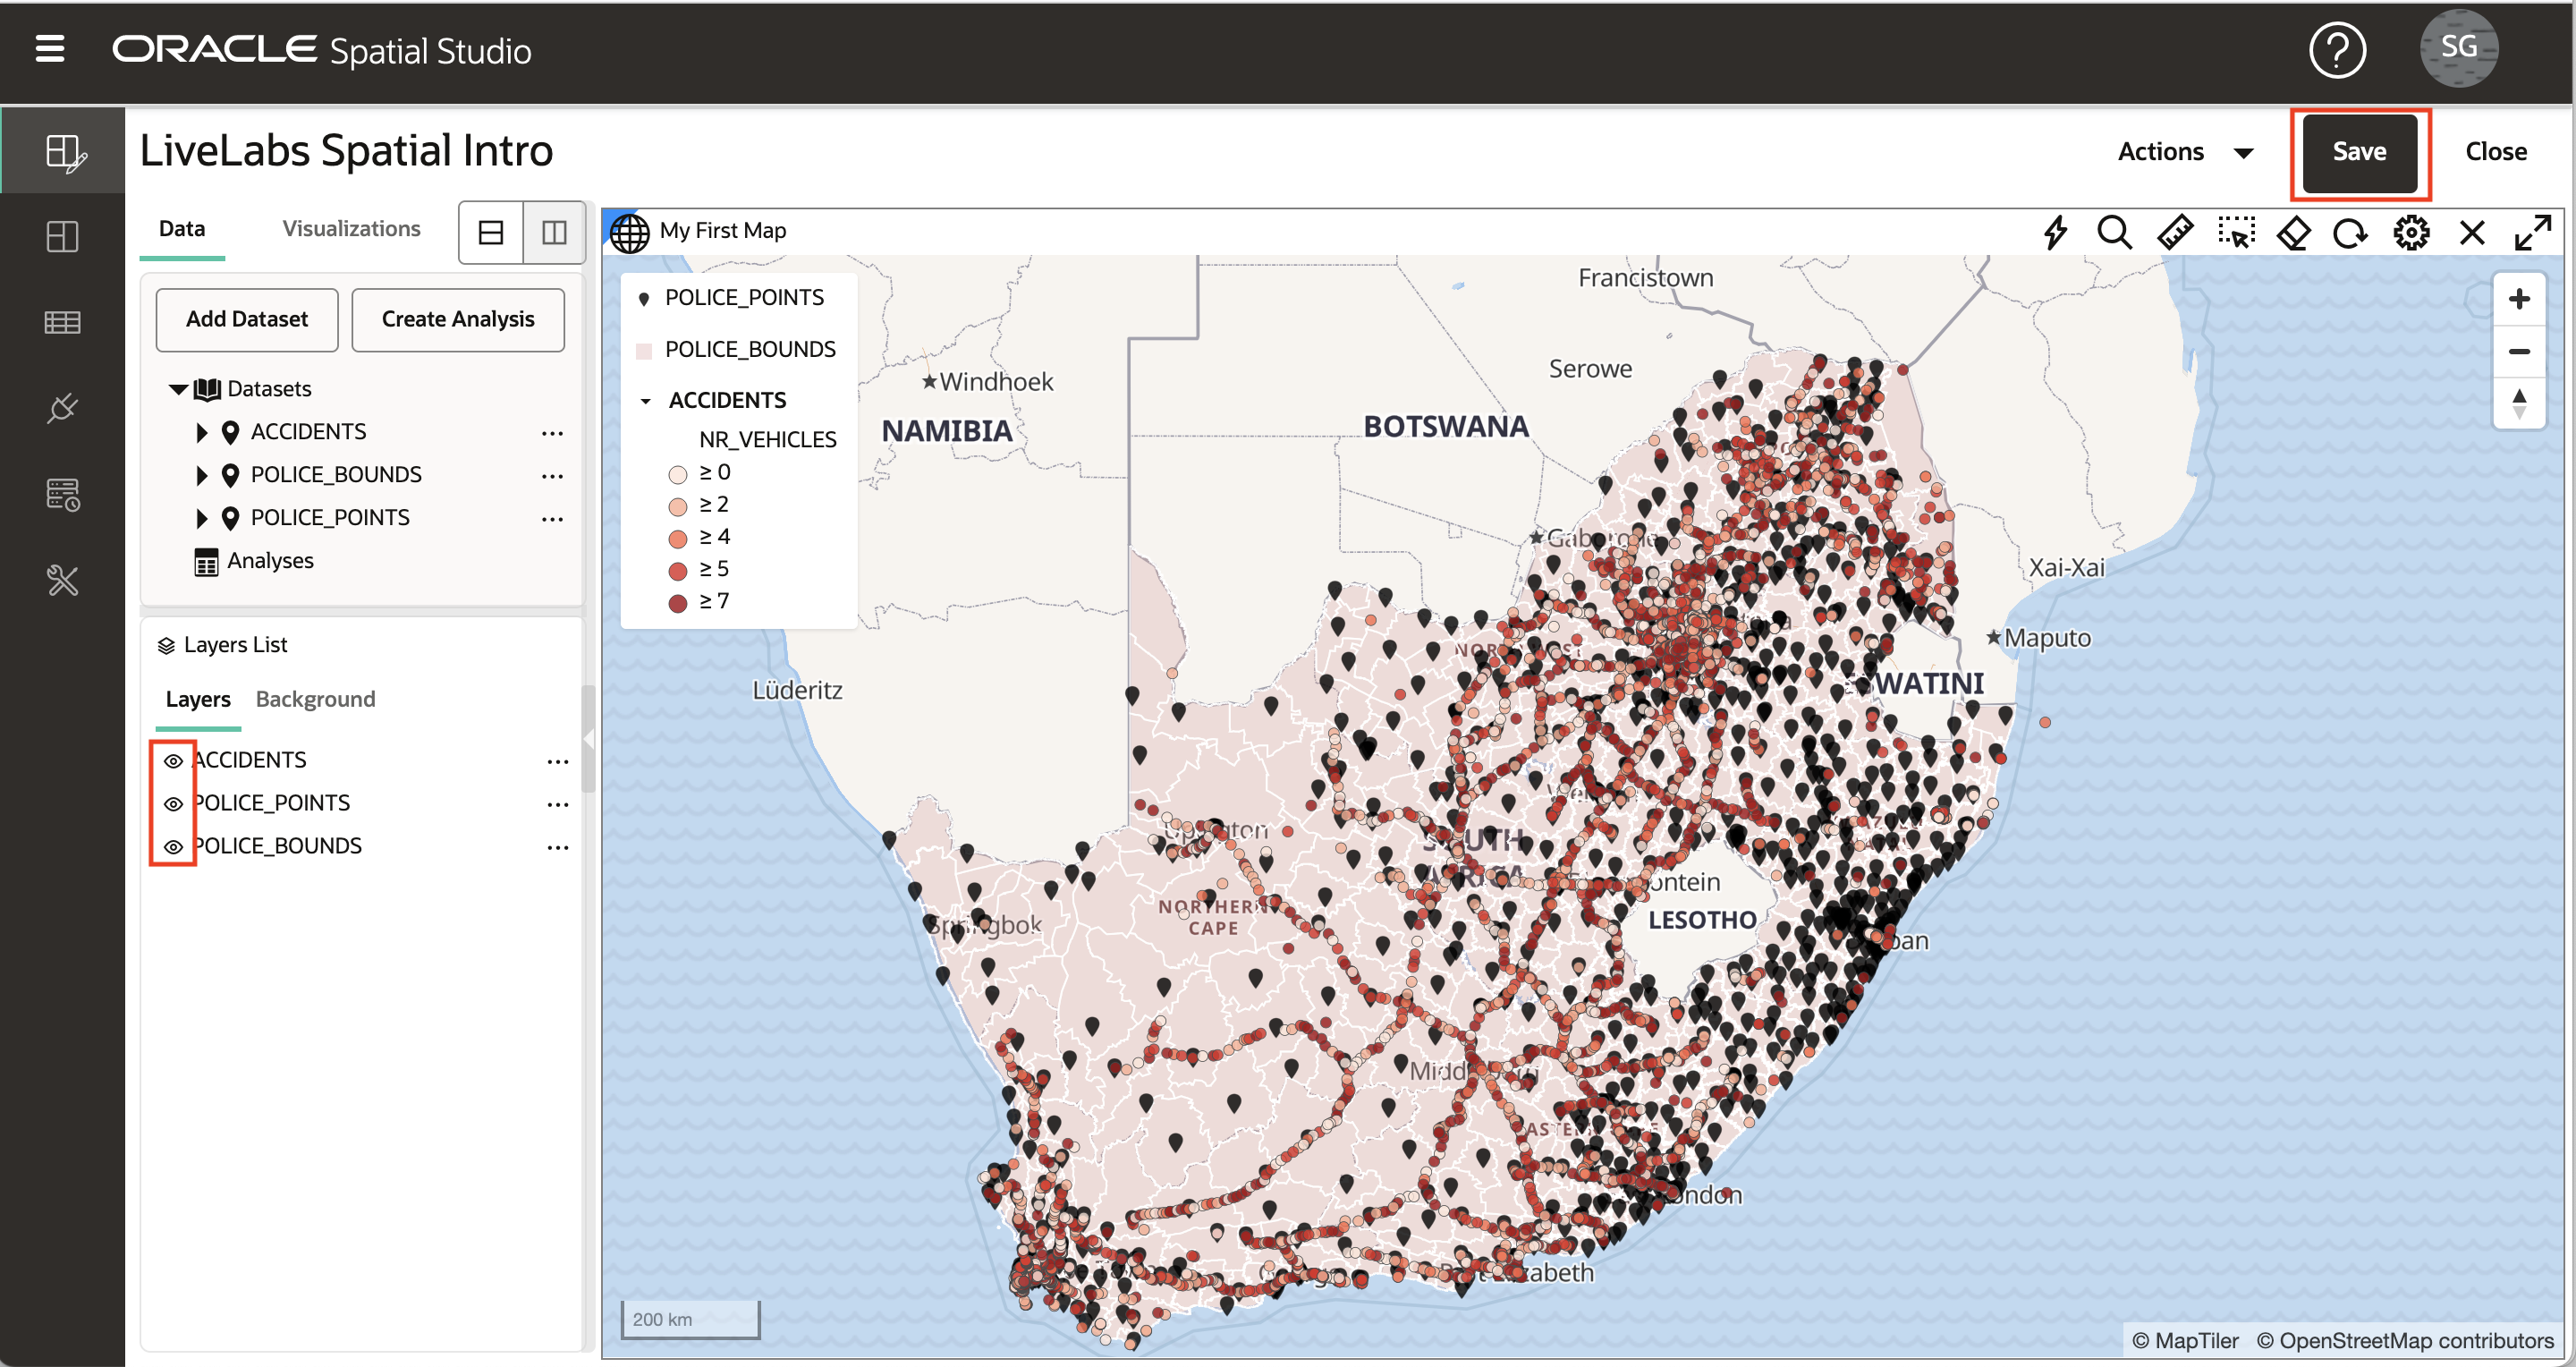 ORACLE Spatial Studio
SG
LiveLabs Spatial Intro
Actions
Save
Close
Data
Visualizations
My First Map
Add Dataset
Create Analysis
Datasets
ACCIDENTS
POLICE_BOUNDS
POLICE_POINTS
Analyses
Layers List
Layers
Background
ACCIDENTS
POLICE_POINTS
POLICE_BOUNDS
POLICE_POINTS
POLICE_BOUNDS
ACCIDENTS
NR_VEHICLES
≥ 0
≥ 2
≥ 4
≥ 5
≥ 7
Francistown
Serowe
Windhoek
NAMIBIA
BOTSWANA
Xai-Xai
Maputo
Lüderitz
Springbok
NORTHERN
CAPE
LESOTHO
200 km
© MapTiler © OpenStreetMap contributors